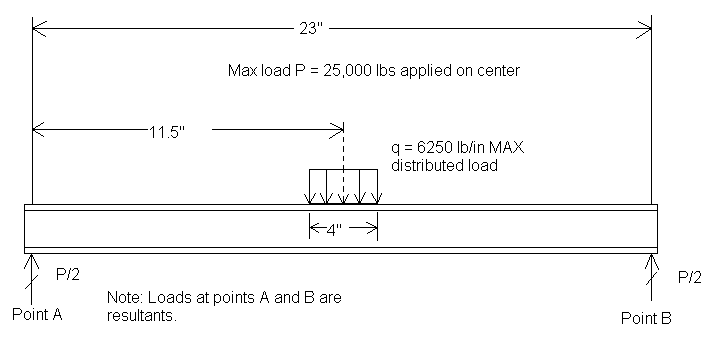 23"
Max load P = 25,000 lbs applied on center
11.5"
q = 6250 lb/in MAX
distributed load
4"
P/2
P/2
Note: Loads at points A and B are
resultants.
Point A
Point B